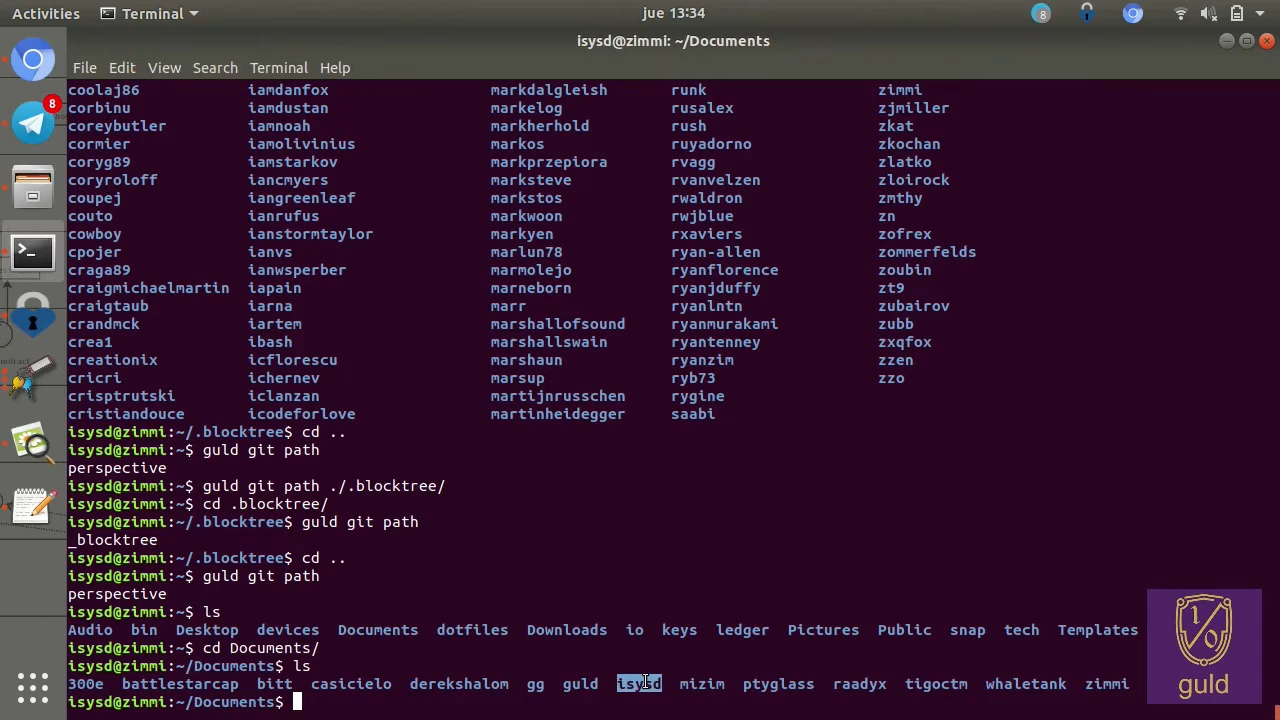 Activities Terminal jue 13:34 8
isysd@zimmi: ~/Documents
File Edit View Search Terminal Help
8
coolaj86 iamdanfox markdalgleish runk zimmi
corbinu iamdustan markelog rusalex zjmiller
coreybutler iamnoah markherhold rush zkat
cormier iamolivinius markos ruyadorno zkochan
coryg89 iamstarkov markprzepiora rvagg zlatko
coryroloff iancmyers marksteve rvanvelzen zloirock
coupej iangreenleaf markstos rwaldron zmthy
couto ianrufus markwoon rwjblue zn
cowboy ianstormtaylor markyen rxaviers zofrex
cpojer ianvs marlun78 ryan-allen zommerfelds
craga89 ianwsperber marmolejo ryanflorence zoubin
craigmichaelmartin iapain marneborn ryanjduffy zt9
craigtaub iarna marr ryanlntn zubairov
crandmck iartem marshallofsound ryanmurakami zubb
crea1 ibash marshallswain ryantenney zxqfox
creationix icflorescu marshaun ryanzim zzen
cricri ichernev marsup ryb73 zzo
crisptrutski iclanzan martijnrusschen rygine
cristiandouce icodeforlove martinheidegger saabi
isysd@zimmi:~/.blocktree$ cd ..
isysd@zimmi:~$ guld git path
perspective
isysd@zimmi:~$ guld git path ./.blocktree/
isysd@zimmi:~$ cd .blocktree/
isysd@zimmi:~/.blocktree$ guld git path
_blocktree
isysd@zimmi:~/.blocktree$ cd ..
isysd@zimmi:~$ guld git path
perspective
isysd@zimmi:~$ ls
Audio bin Desktop devices Documents dotfiles Downloads io keys ledger Pictures Public snap tech Templates
isysd@zimmi:~$ cd Documents/
isysd@zimmi:~/Documents$ ls
300e battlestarcap bitt casicielo derekshalom gg guld isysd mizim ptyglass raadyx tigoctm whaletank zimmi
isysd@zimmi:~/Documents$
guld